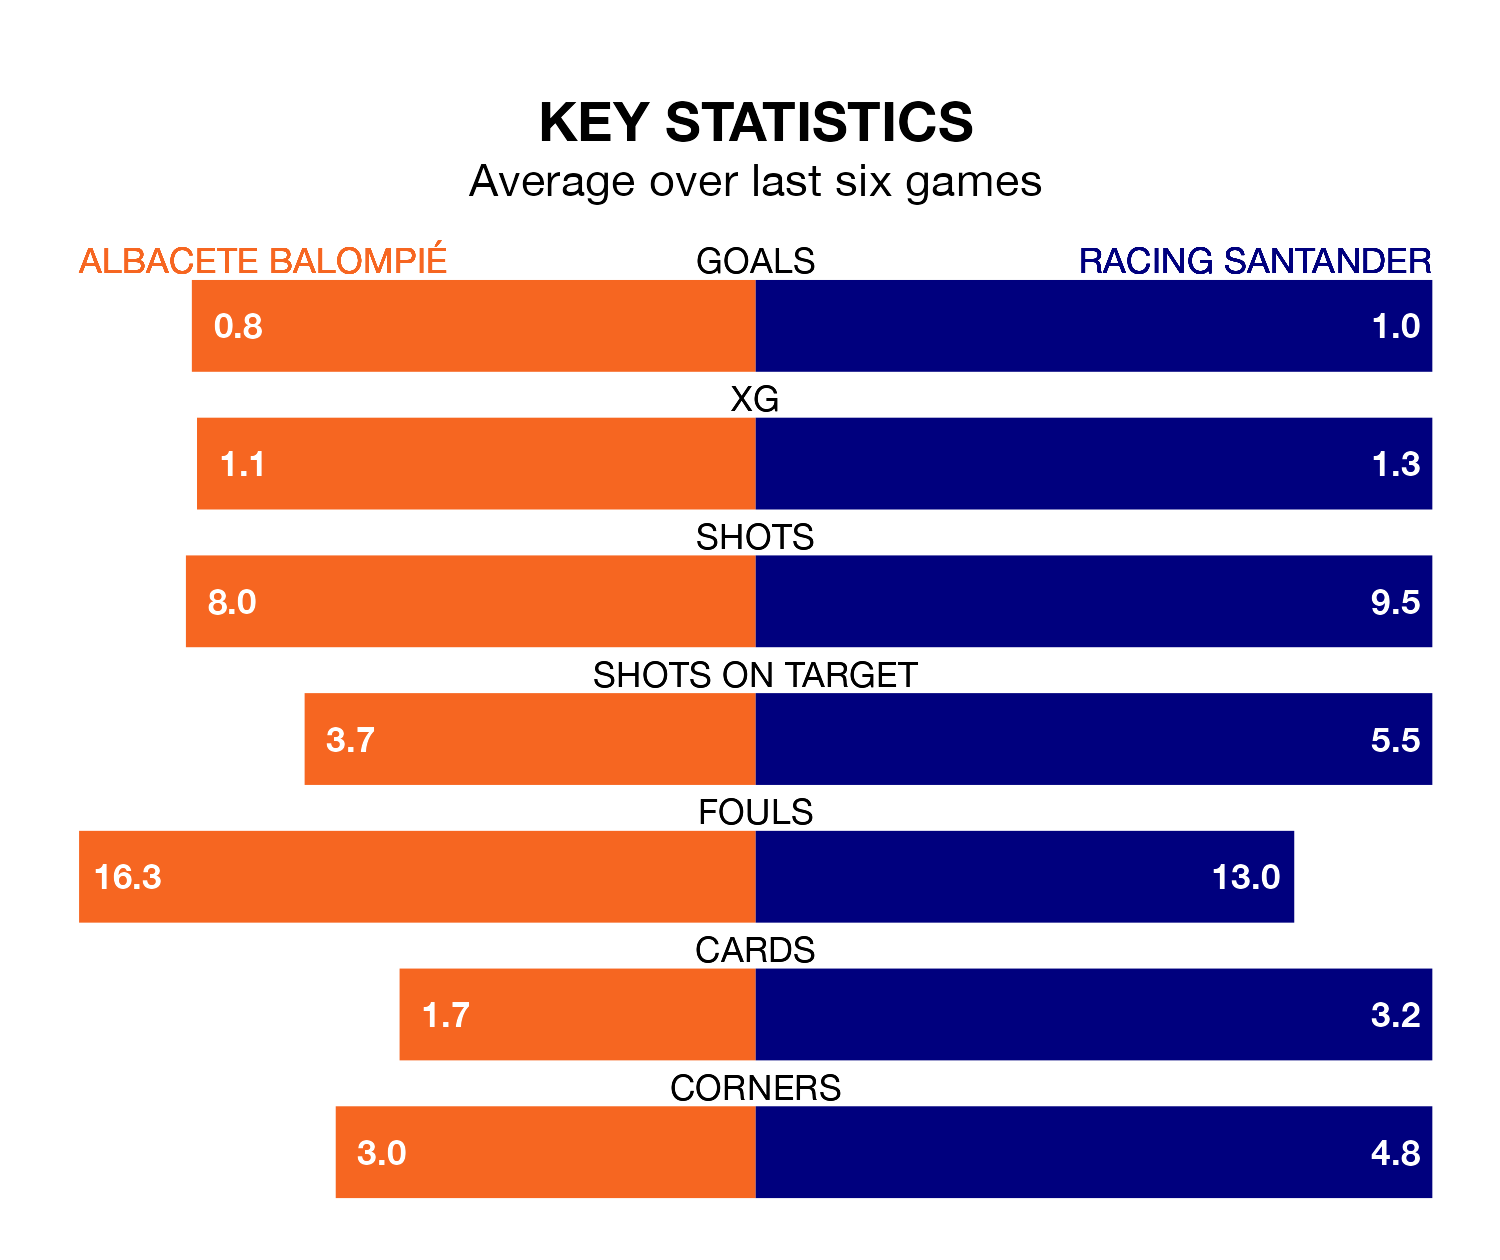 KEY STATISTICS
Average over last six games
ALBACETE BALOMPIÉ GOALS RACING SANTANDER
0.8 1.0
XG
1.1 1.3
SHOTS
8.0 9.5
SHOTS ON TARGET
3.7 5.5
FOULS
16.3 13.0
CARDS
1.7 3.2
CORNERS
3.0 4.8